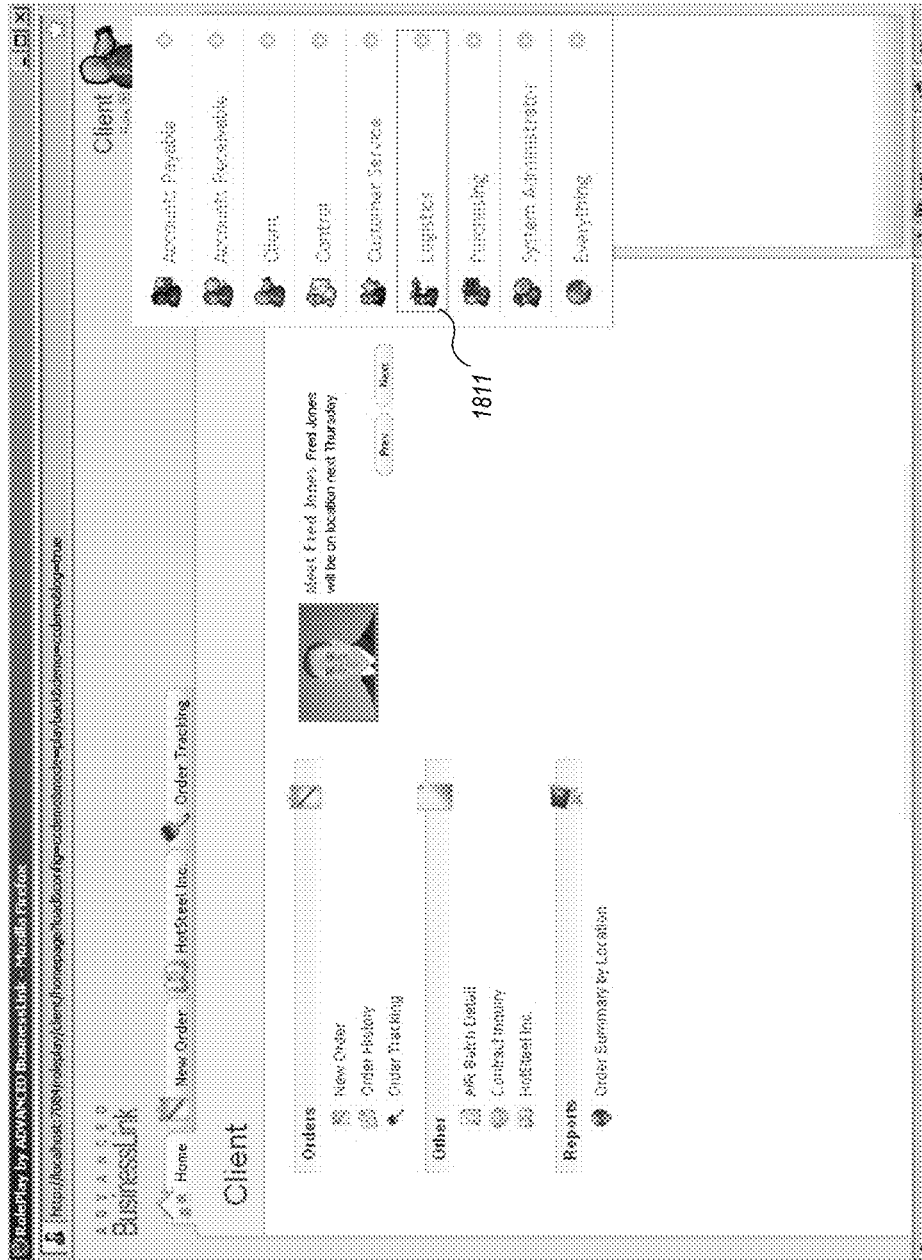 Roleplay by ADVANCED BusinessLink - Mozilla Firefox
ADVANCED
BusinessLink
Client
Home
New Order
HotSteel Inc.
Order Tracking
Client
Orders
New Order
Order History
Order Tracking
Other
A/R Batch Detail
Contract Inquiry
HotSteel Inc.
Reports
Order Summary by Location
Meet Fred Jones Fred Jones
will be on location next Thursday
Prev
Next
Accounts Payable
Accounts Receivable
Client
Control
Customer Service
Logistics
Purchasing
System Administrator
Everything
1811